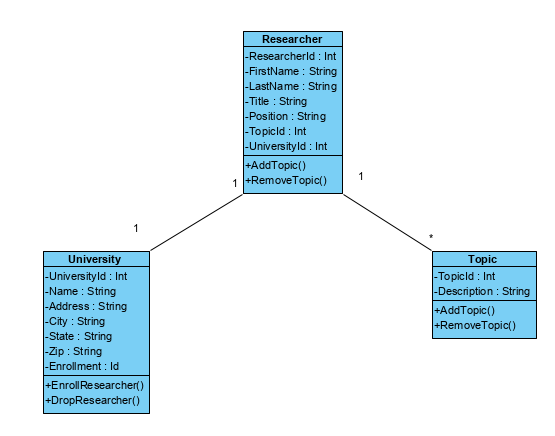 Researcher
-ResearcherId : Int
-FirstName : String
-LastName : String
-Title : String
-Position : String
-TopicId : Int
-UniversityId : Int
+AddTopic()
+RemoveTopic()
1
1
1
*
University
-UniversityId : Int
-Name : String
-Address : String
-City : String
-State : String
-Zip : String
-Enrollment : Id
+EnrollResearcher()
+DropResearcher()
Topic
-TopicId : Int
-Description : String
+AddTopic()
+RemoveTopic()